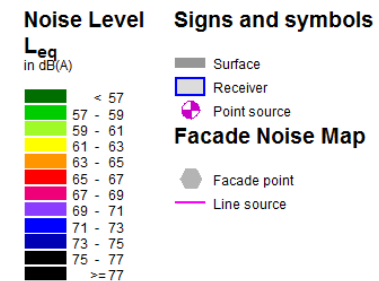 Noise Level
Leq
in dB(A)
< 57
57 - 59
59 - 61
61 - 63
63 - 65
65 - 67
67 - 69
69 - 71
71 - 73
73 - 75
75 - 77
>=77
Signs and symbols
Surface
Receiver
Point source
Facade Noise Map
Facade point
Line source